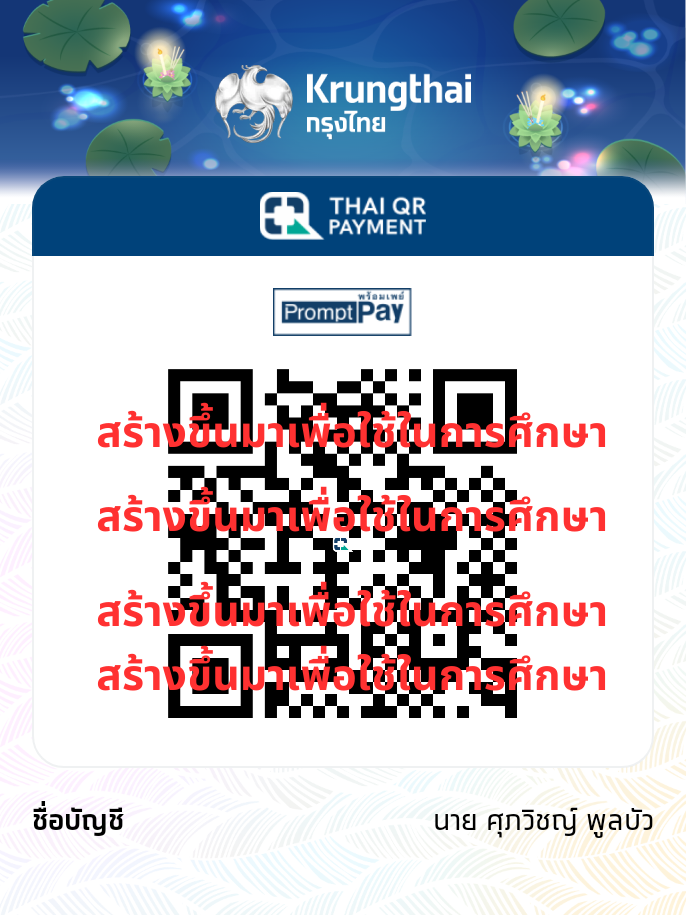 Krungthai
กรุงไทย
THAI QR
PAYMENT
พร้อมเพย์
PromptPay
สร้างขึ้นมาเพื่อใช้ในการศึกษา
สร้างขึ้นมาเพื่อใช้ในการศึกษา
สร้างขึ้นมาเพื่อใช้ในการศึกษา
สร้างขึ้นมาเพื่อใช้ในการศึกษา
ชื่อบัญชี นาย ศุภวิชญ์ พูลบัว